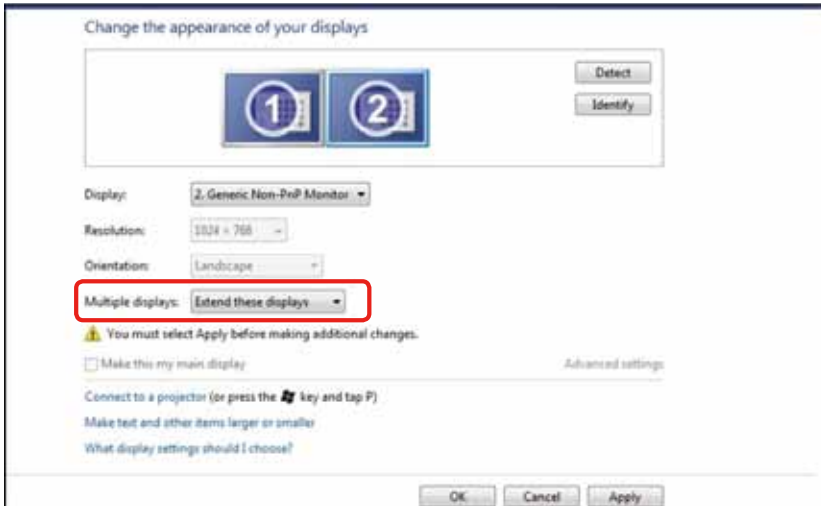 Change the appearance of your displays
1 2
Detect
Identify
Display: 2. Generic Non-PnP Monitor
Resolution: 1024 × 768
Orientation: Landscape
Multiple displays: Extend these displays
You must select Apply before making additional changes.
Make this my main display Advanced settings
Connect to a projector (or press the key and tap P)
Make text and other items larger or smaller
What display settings should I choose?
OK Cancel Apply